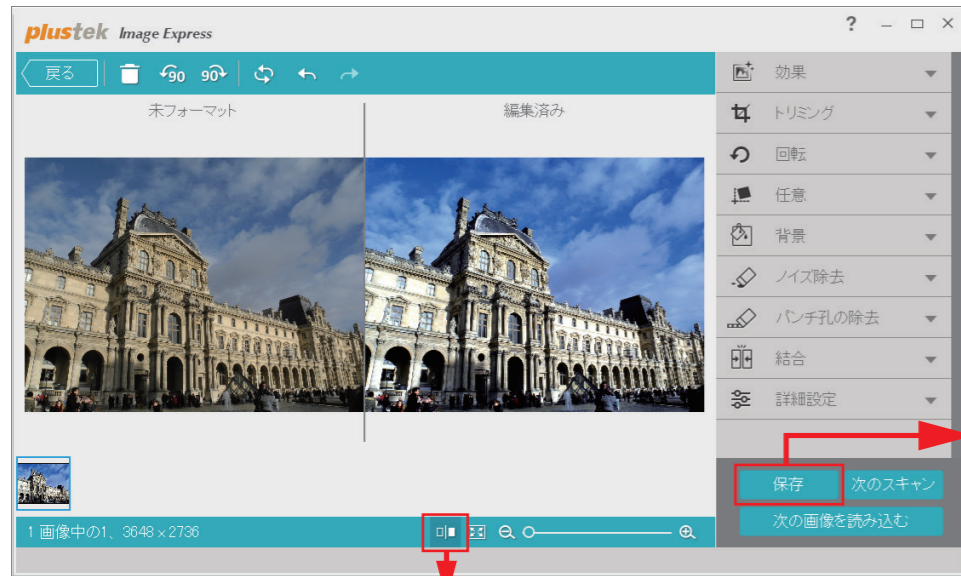 plustek Image Express
?
戻る
90 90
未フォーマット 編集済み
効果
トリミング
回転
任意
背景
ノイズ除去
パンチ孔の除去
結合
詳細設定
保存 次のスキャン
次の画像を読み込む
1 画像中の1、3648 x 2736